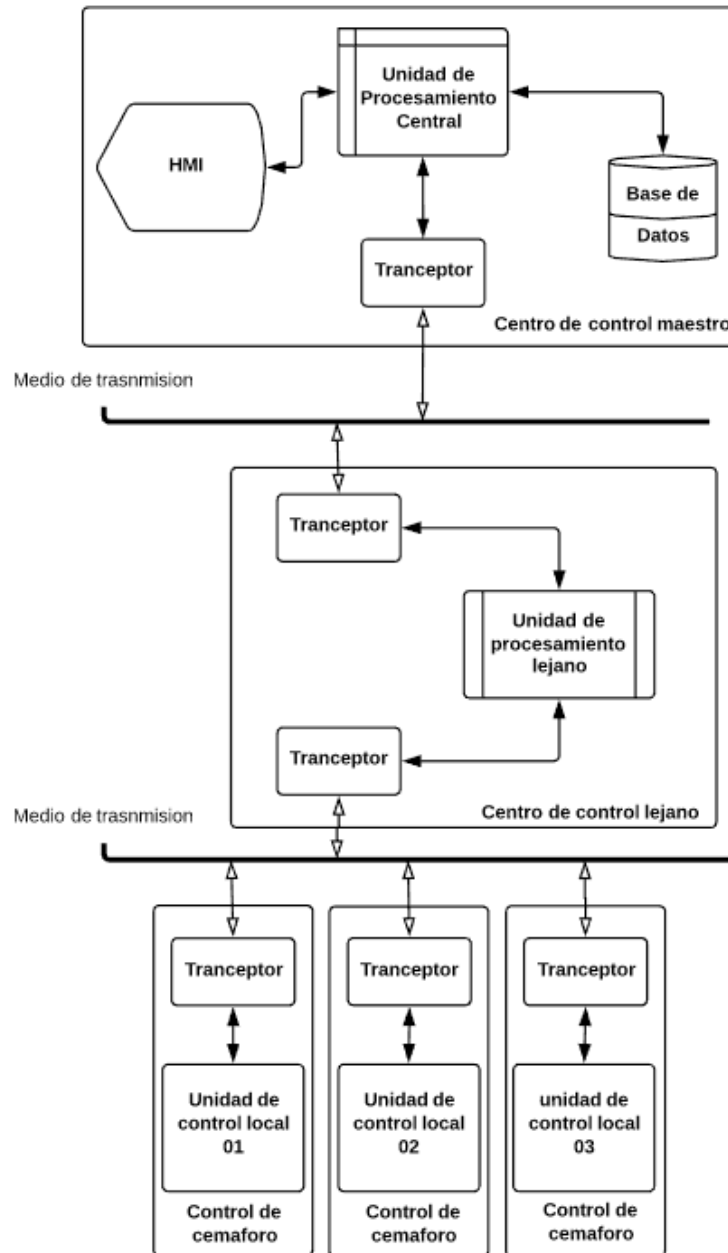 Unidad de
Procesamiento
Central
HMI
Base de
Datos
Tranceptor
Centro de control maestro
Medio de trasnmision
Tranceptor
Unidad de
procesamiento
lejano
Tranceptor
Centro de control lejano
Medio de trasnmision
Tranceptor
Tranceptor
Tranceptor
Unidad de
control local
01
Unidad de
control local
02
unidad de
control local
03
Control de
cemaforo
Control de
cemaforo
Control de
cemaforo